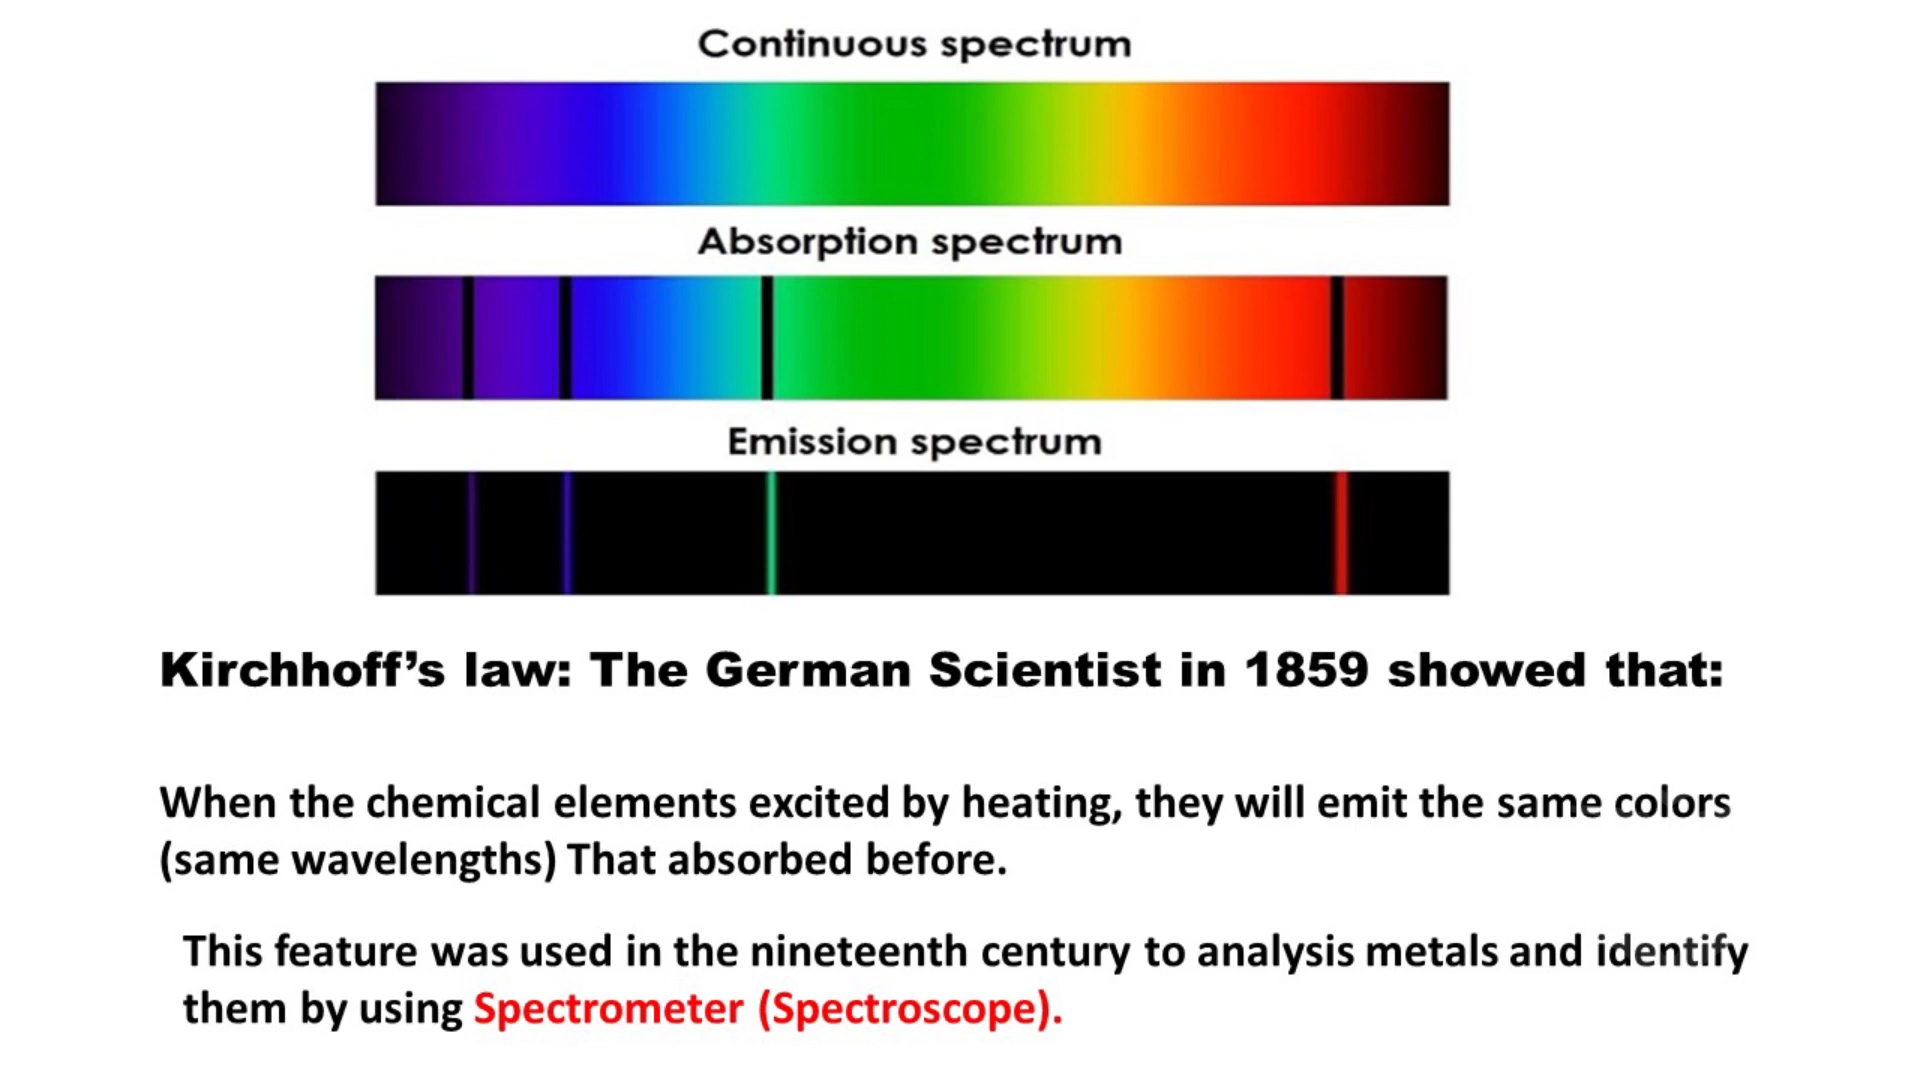 Continuous spectrum
Absorption spectrum
Emission spectrum
Kirchhoff’s law: The German Scientist in 1859 showed that:
When the chemical elements excited by heating, they will emit the same colors
(same wavelengths) That absorbed before.
This feature was used in the nineteenth century to analysis metals and identify
them by using Spectrometer (Spectroscope).